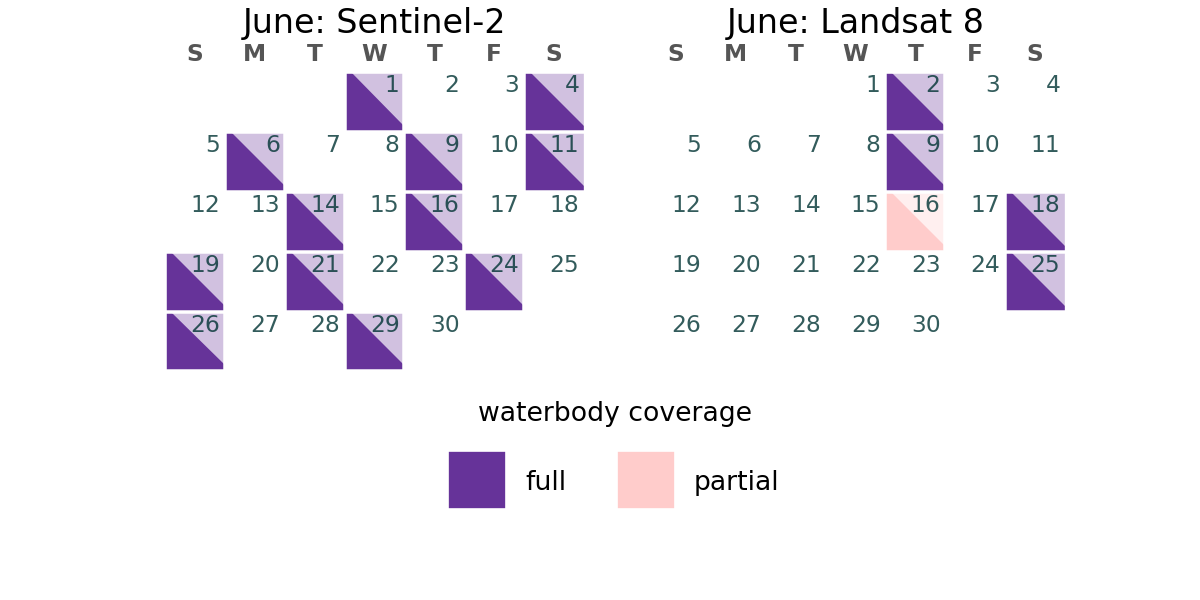 June: Sentinel-2
S M T W T F S
1 2 3 4
5 6 7 8 9 10 11
12 13 14 15 16 17 18
19 20 21 22 23 24 25
26 27 28 29 30
June: Landsat 8
S M T W T F S
1 2 3 4
5 6 7 8 9 10 11
12 13 14 15 16 17 18
19 20 21 22 23 24 25
26 27 28 29 30
waterbody coverage
full partial